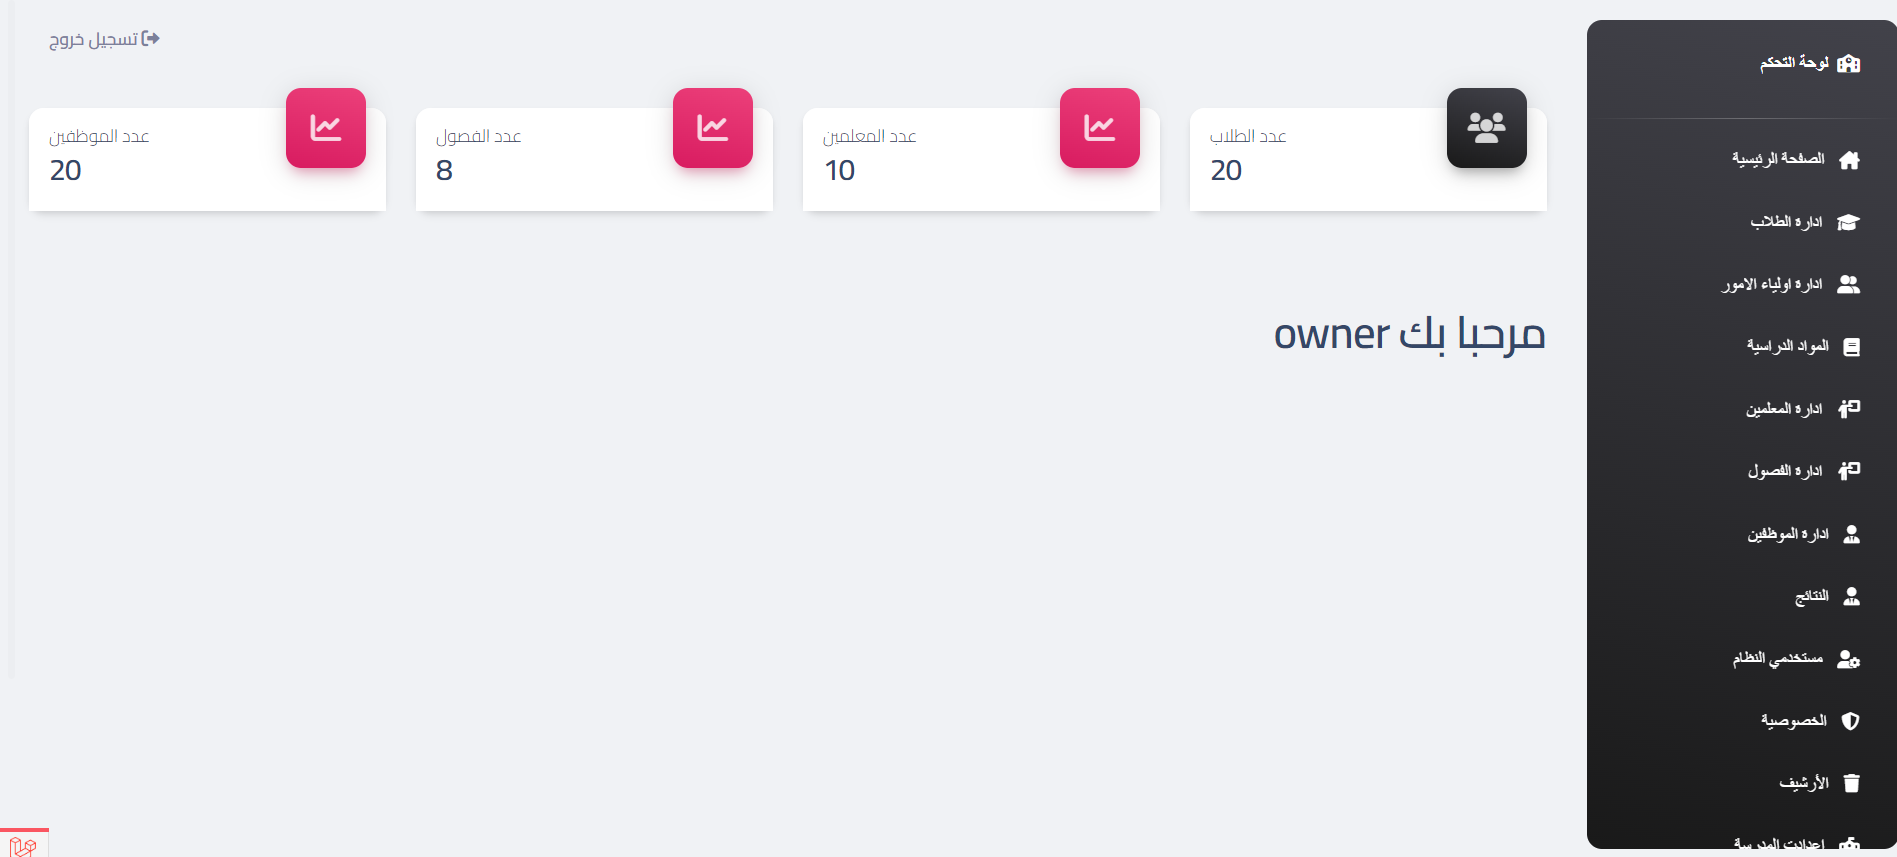 لوحة التحكم
الصفحة الرئيسية
ادارة الطلاب
ادارة اولياء الامور
المواد الدراسية
ادارة المعلمين
ادارة الفصول
ادارة الموظفين
النتائج
مستخدمي النظام
الخصوصية
الأرشيف
اعدادت المدرسة
تسجيل خروج
عدد الطلاب
20
عدد المعلمين
10
عدد الفصول
8
عدد الموظفين
20
مرحبا بك owner